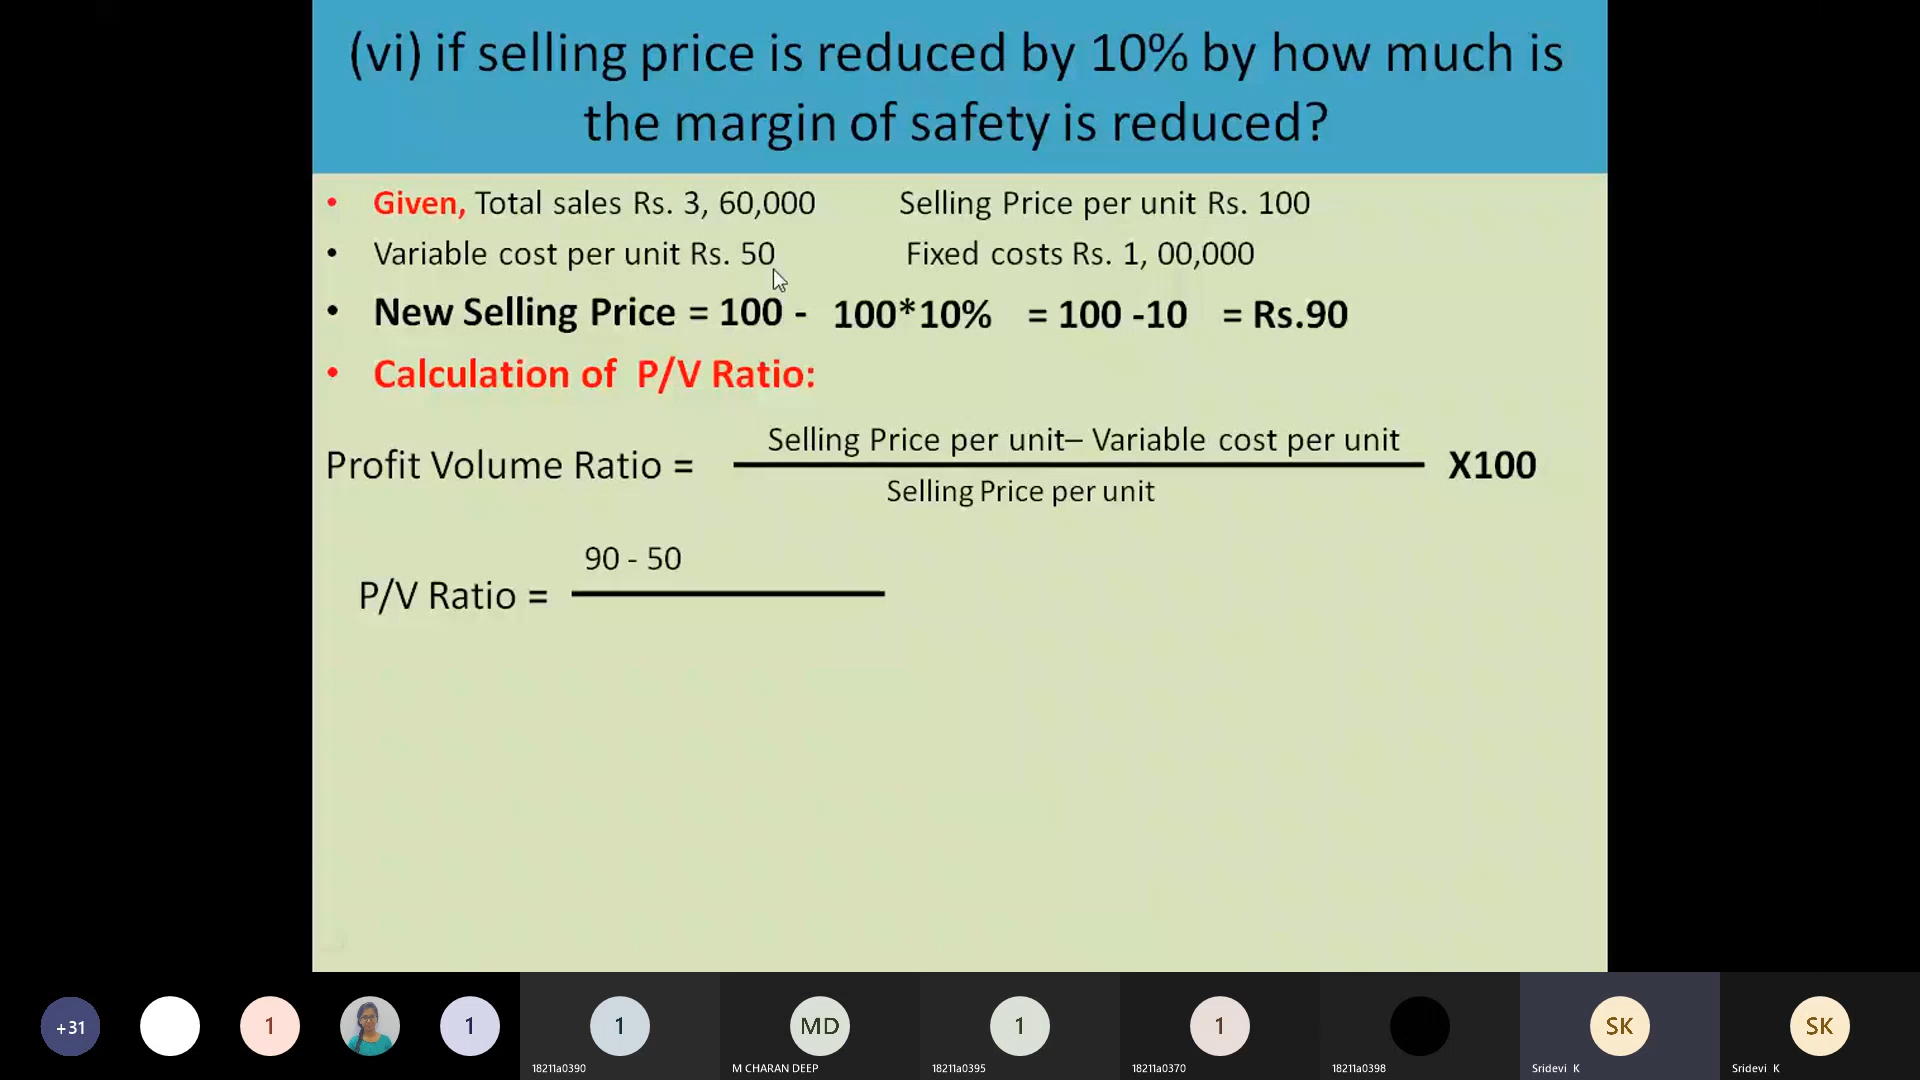 (vi) if selling price is reduced by 10% by how much is
the margin of safety is reduced?
• Given, Total sales Rs. 3, 60,000 Selling Price per unit Rs. 100
• Variable cost per unit Rs. 50 Fixed costs Rs. 1, 00,000
• New Selling Price = 100 - 100*10% = 100 -10 = Rs.90
• Calculation of P/V Ratio:
Selling Price per unit– Variable cost per unit
Profit Volume Ratio = X100
Selling Price per unit
90 - 50
P/V Ratio =
+31 1 1 1 MD 1 1 SK SK
18211a0390 M CHARAN DEEP 18211a0395 18211a0370 18211a0398 Sridevi K Sridevi K